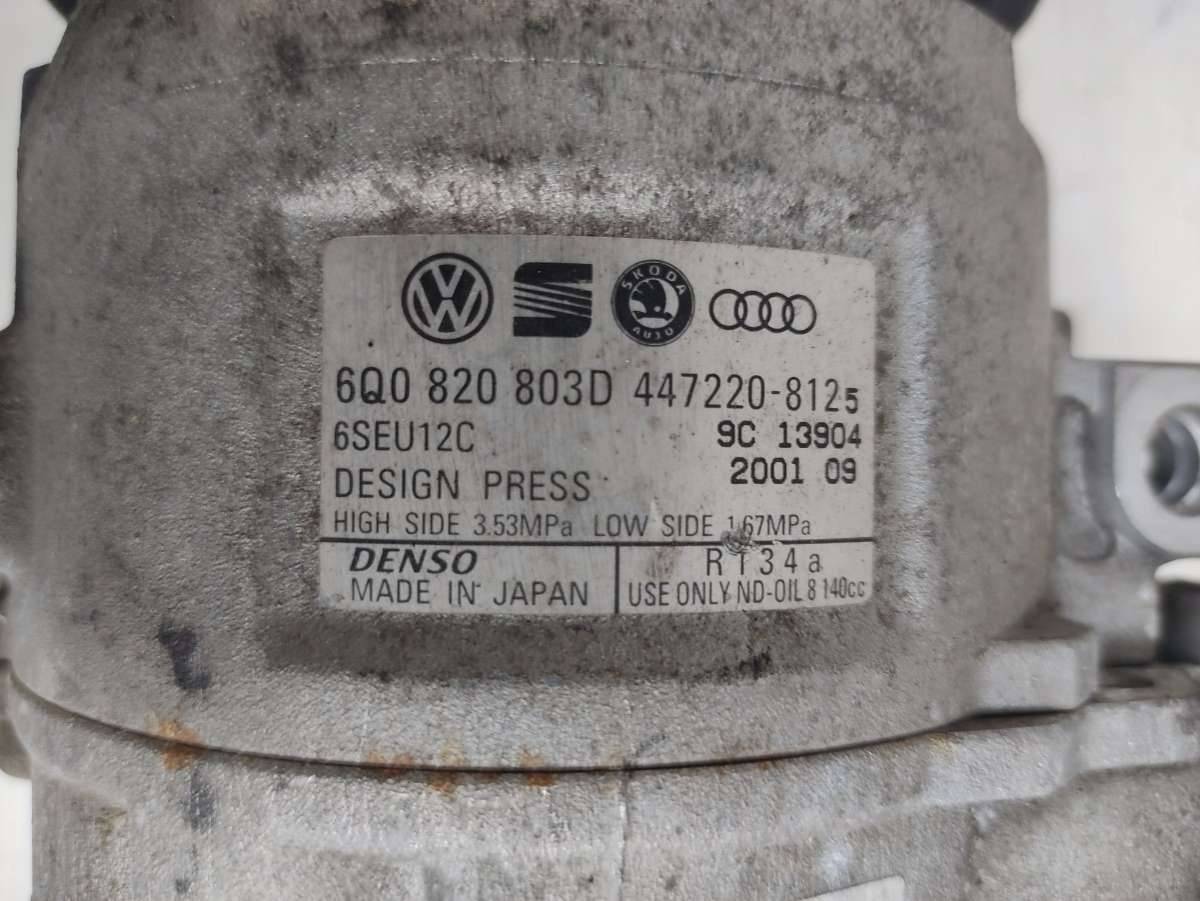 SKODA
AUTO
6Q0 820 803D 447220-8125
6SEU12C 9C 13904
DESIGN PRESS 2001 09
HIGH SIDE 3.53MPa LOW SIDE 1.67MPa
DENSO R134a
MADE IN JAPAN USE ONLY ND-OIL 8 140cc